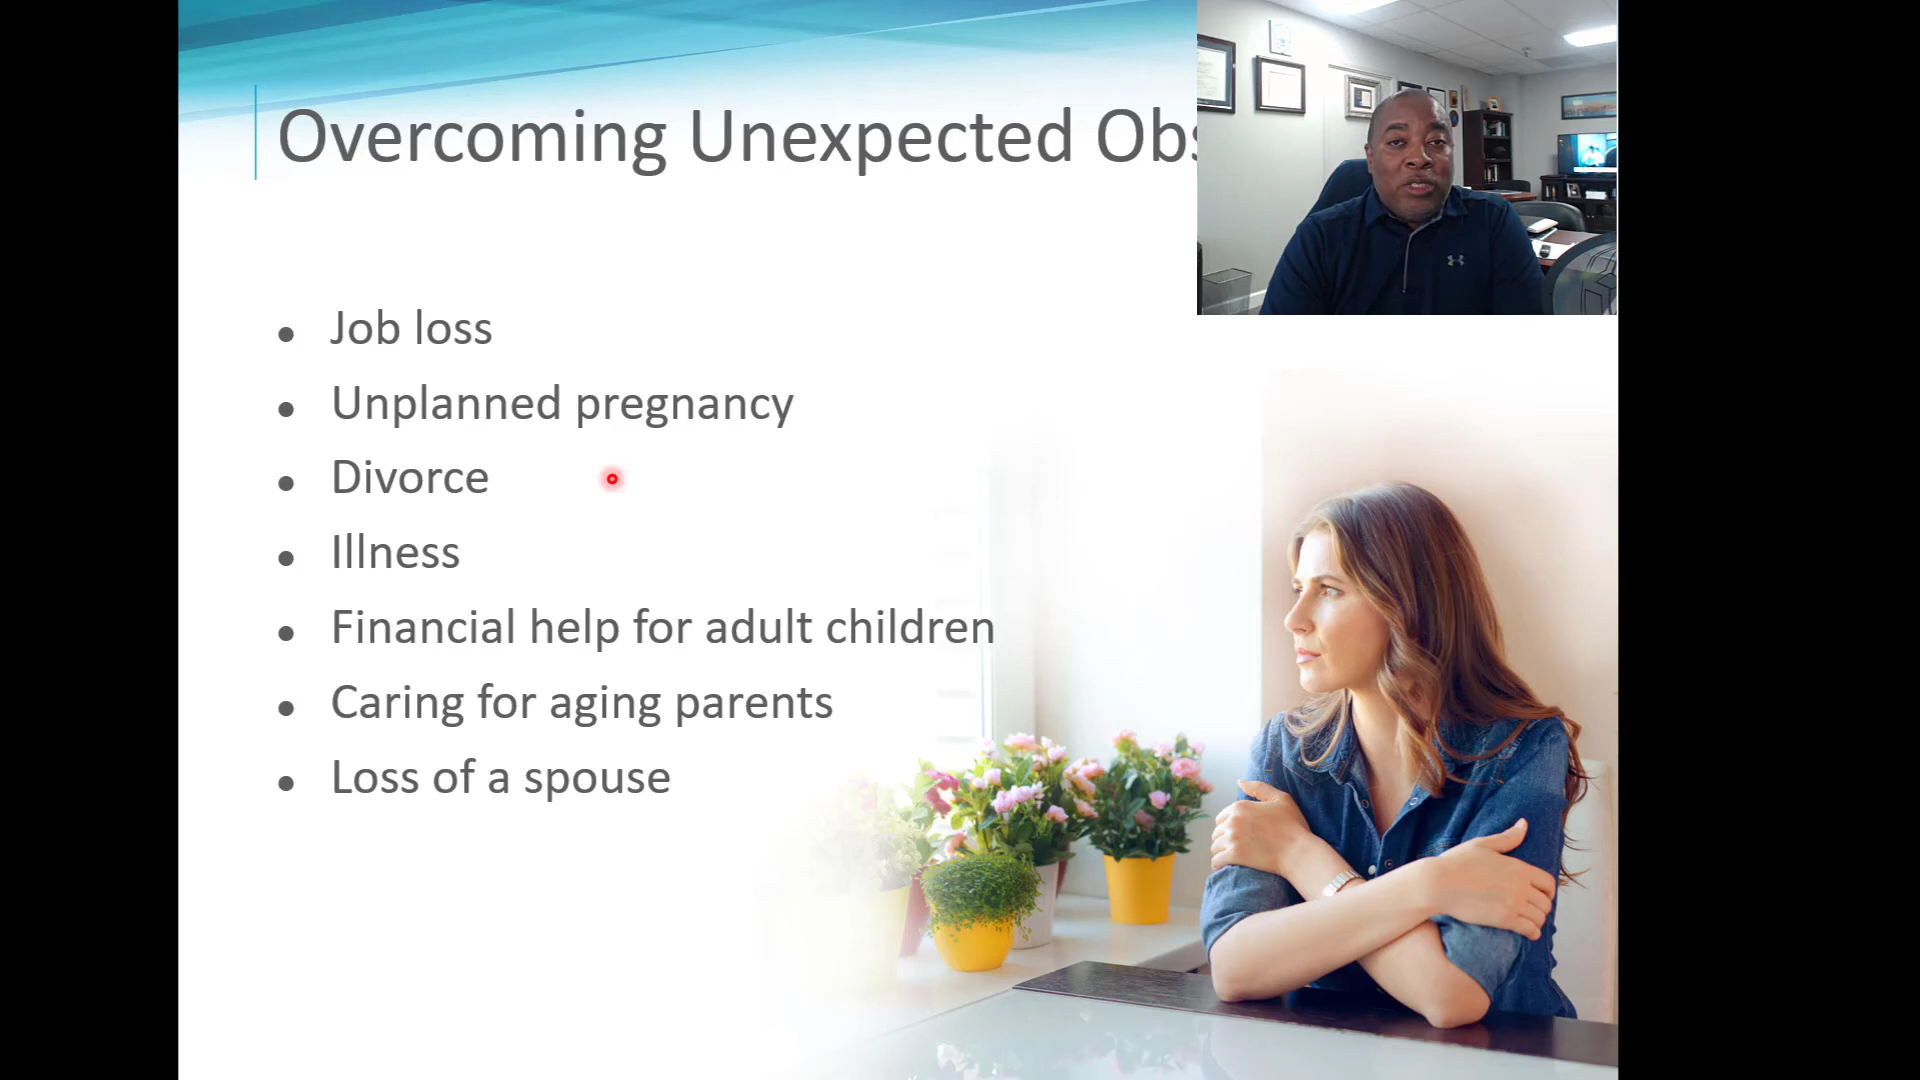 Overcoming Unexpected
Job loss
Unplanned pregnancy
Divorce
Illness
Financial help for adult children
Caring for aging parents
Loss of a spouse